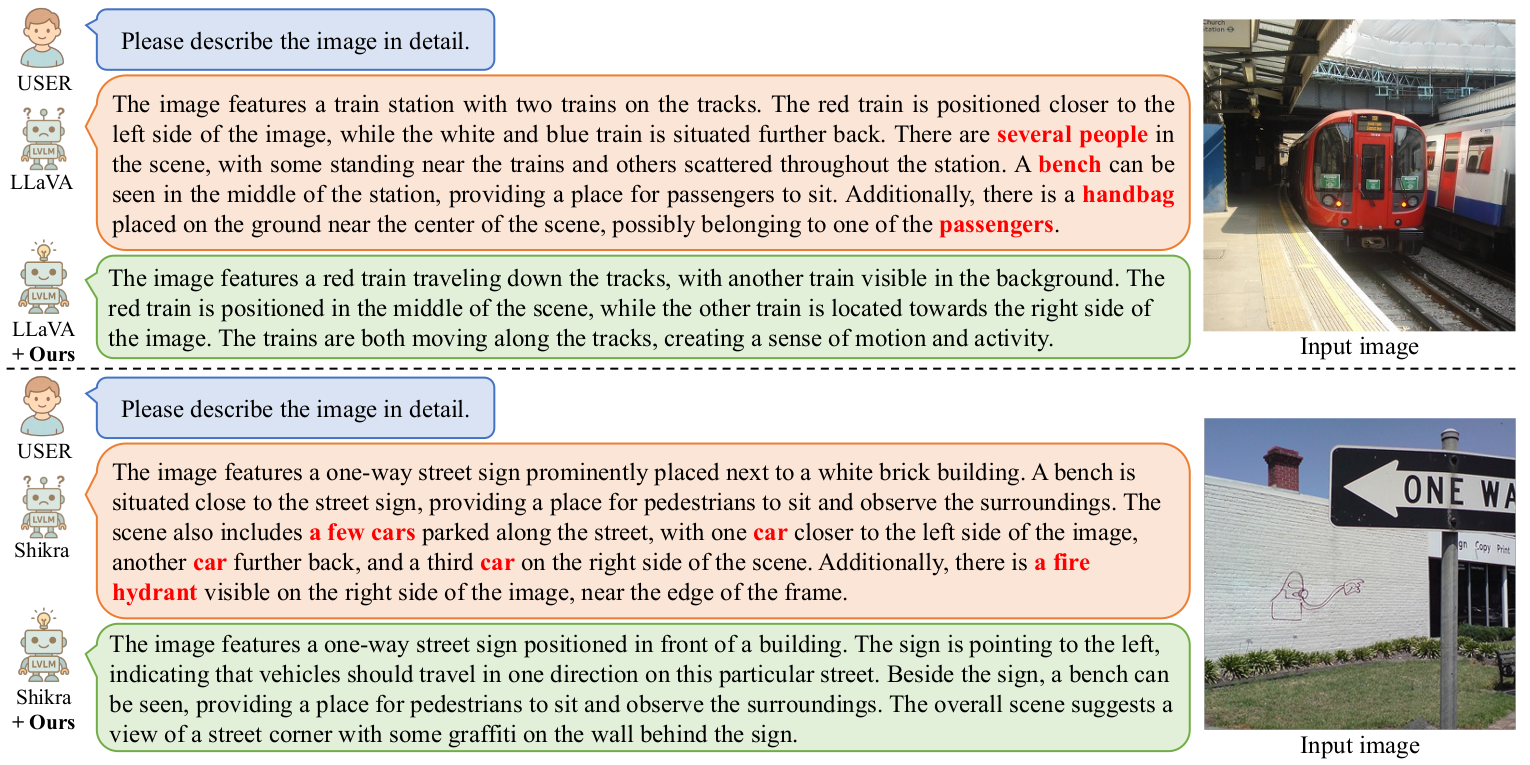 Please describe the image in detail.
USER
The image features a train station with two trains on the tracks. The red train is positioned closer to the
left side of the image, while the white and blue train is situated further back. There are several people in
the scene, with some standing near the trains and others scattered throughout the station. A bench can be
seen in the middle of the station, providing a place for passengers to sit. Additionally, there is a handbag
placed on the ground near the center of the scene, possibly belonging to one of the passengers.
? ?
LVLM
LLaVA
The image features a red train traveling down the tracks, with another train visible in the background. The
red train is positioned in the middle of the scene, while the other train is located towards the right side of
the image. The trains are both moving along the tracks, creating a sense of motion and activity.
LVLM
LLaVA
+ Ours
Church
Station
Input image
Please describe the image in detail.
USER
The image features a one-way street sign prominently placed next to a white brick building. A bench is
situated close to the street sign, providing a place for pedestrians to sit and observe the surroundings. The
scene also includes a few cars parked along the street, with one car closer to the left side of the image,
another car further back, and a third car on the right side of the scene. Additionally, there is a fire
hydrant visible on the right side of the image, near the edge of the frame.
? ?
LVLM
Shikra
The image features a one-way street sign positioned in front of a building. The sign is pointing to the left,
indicating that vehicles should travel in one direction on this particular street. Beside the sign, a bench can
be seen, providing a place for pedestrians to sit and observe the surroundings. The overall scene suggests a
view of a street corner with some graffiti on the wall behind the sign.
LVLM
Shikra
+ Ours
ONE WA
gn Copy Print
Input image